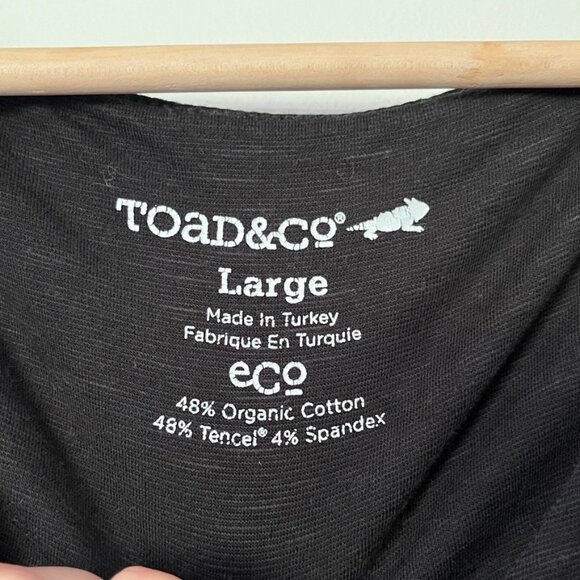 TOAD&CO®
Large
Made In Turkey
Fabrique En Turquie
eco
48% Organic Cotton
48% Tencel® 4% Spandex